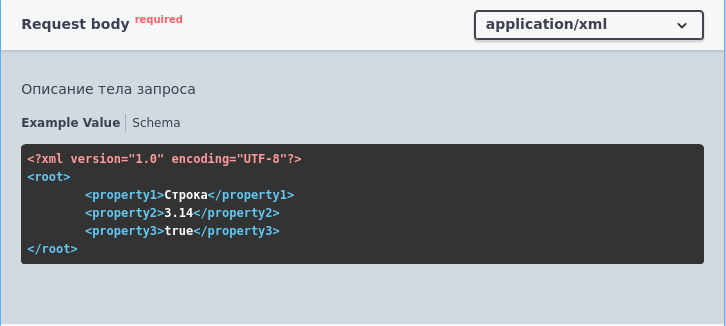 Request body required
application/xml
Описание тела запроса
Example Value Schema
<?xml version="1.0" encoding="UTF-8"?>
<root>
<property1>Строка</property1>
<property2>3.14</property2>
<property3>true</property3>
</root>